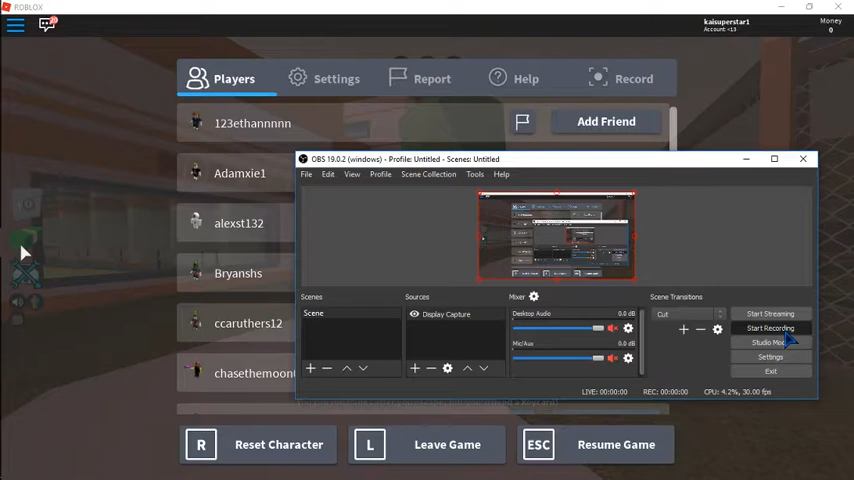 ROBLOX
20
kaisuperstar1
Account: <13
Money
0
Players
Settings
Report
Help
Record
123ethannnnn
Add Friend
Adamxie1
alexst132
Bryanshs
ccaruthers12
OBS 19.0.2 (windows) - Profile: Untitled - Scenes: Untitled
File Edit View Profile Scene Collection Tools Help
Scenes
Sources
Mixer
Scene Transitions
Scene
Display Capture
Desktop Audio 0.0 dB
Mic/Aux 0.0 dB
Cut
Start Streaming
Start Recording
Studio
Settings
Exit
LIVE: 00:00:00 REC: 00:00:00 CPU: 4.2%, 30.00 fps
R Reset Character
L Leave Game
ESC Resume Game